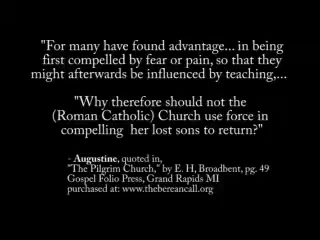 "For many have found advantage... in being
first compelled by fear or pain, so that they
might afterwards be influenced by teaching,...
"Why therefore should not the
(Roman Catholic) Church use force in
compelling her lost sons to return?"
- Augustine, quoted in,
"The Pilgrim Church," by E. H, Broadbent, pg. 49
Gospel Folio Press, Grand Rapids MI
purchased at: www.thebereancall.org